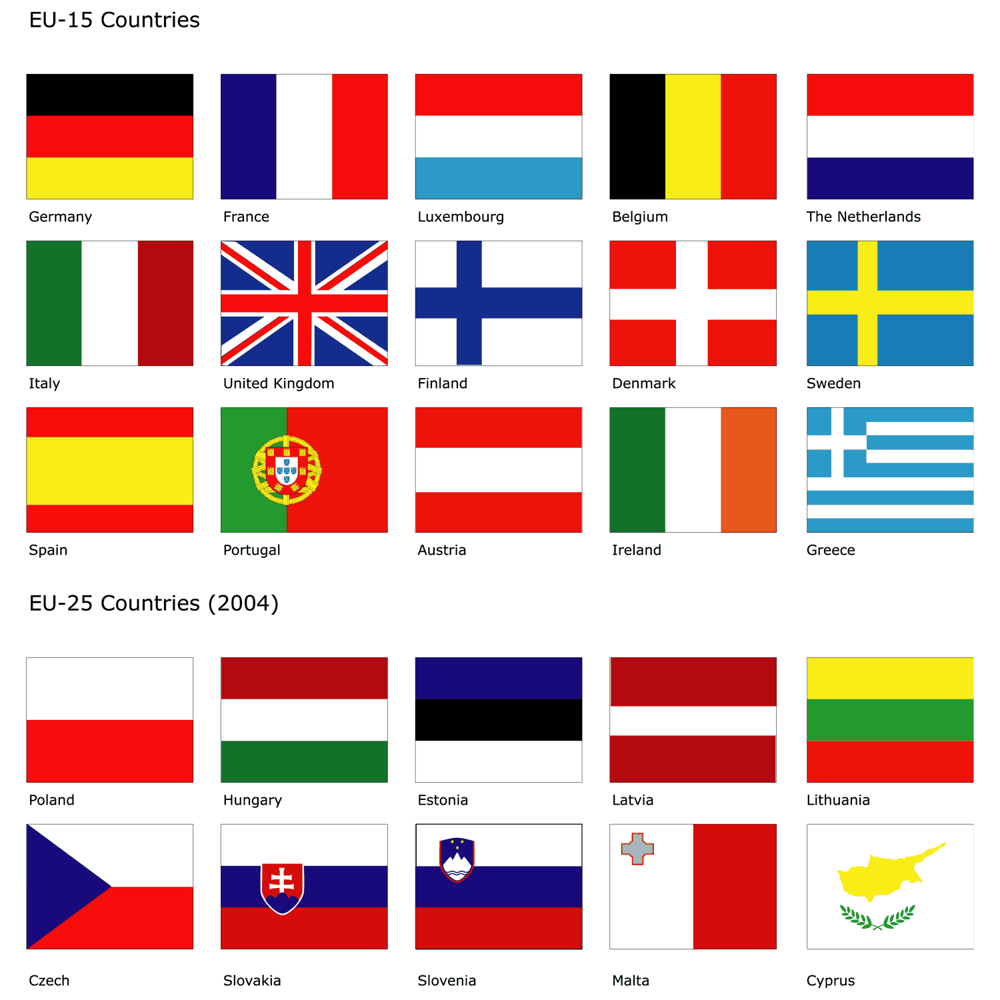 EU-15 Countries
Germany
France
Luxembourg
Belgium
The Netherlands
Italy
United Kingdom
Finland
Denmark
Sweden
Spain
Portugal
Austria
Ireland
Greece
EU-25 Countries (2004)
Poland
Hungary
Estonia
Latvia
Lithuania
Czech
Slovakia
Slovenia
Malta
Cyprus